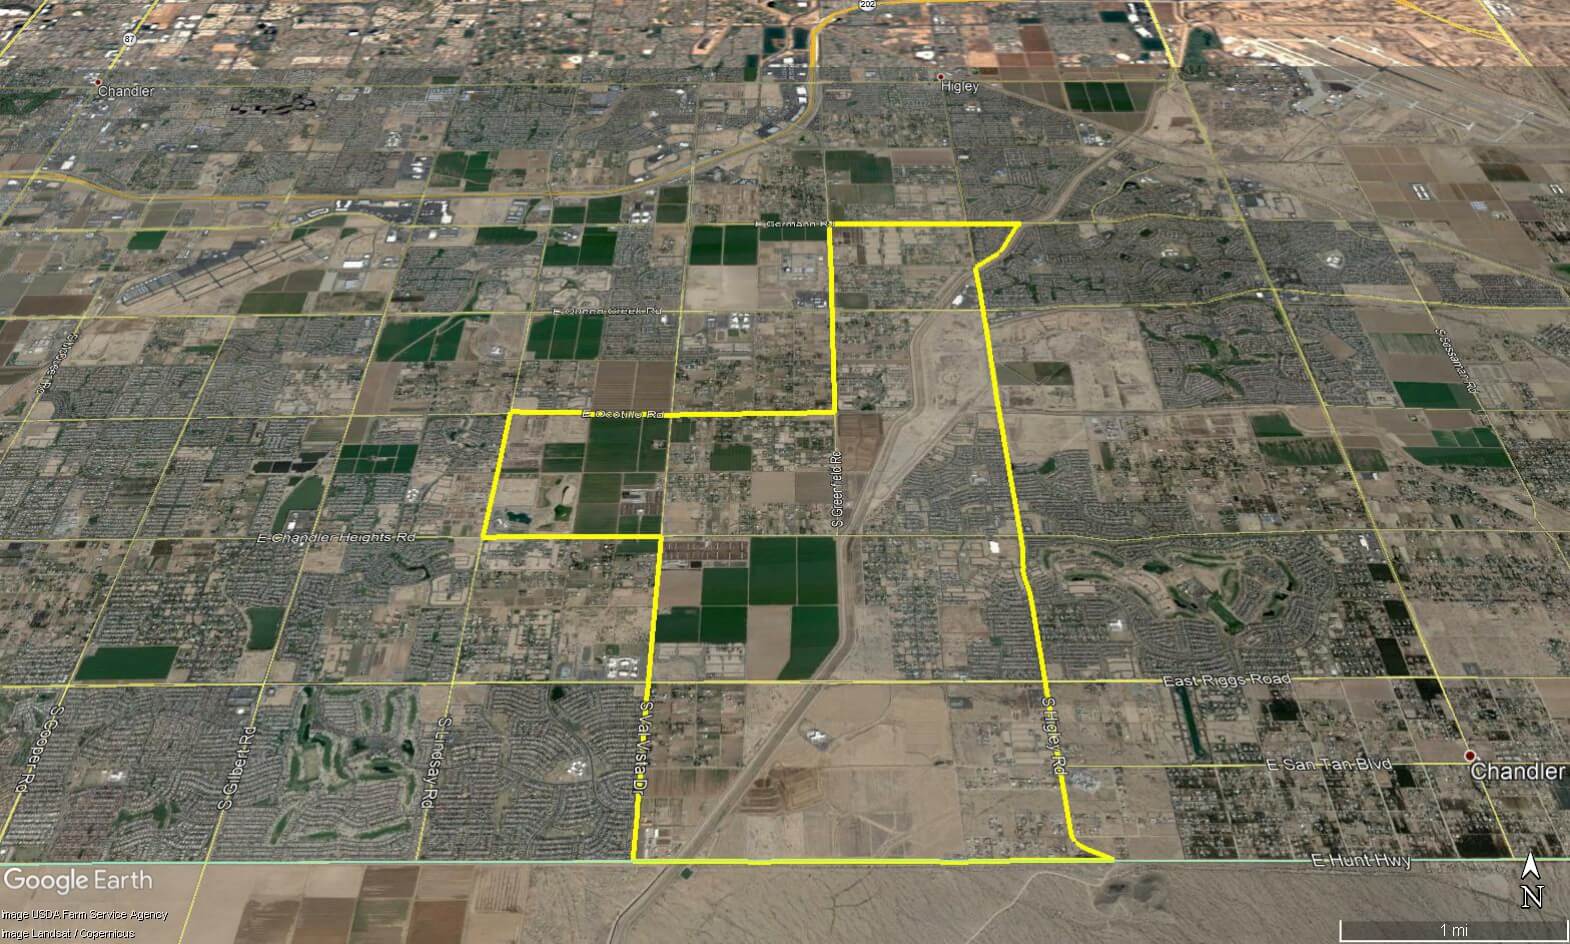 202
87
Chandler
Higley
E Germann Rd
E Queen Creek Rd
S Cooper Rd
S Sossaman Rd
E Ocotillo Rd
S Greenfield Rd
E Chandler Heights Rd
East Riggs Road
S Cooper Rd
S Gilbert Rd
S Lindsay Rd
S Val Vista Dr
S Higley Rd
E San Tan Blvd
Chandler
E Hunt Hwy
Google Earth
N
Image USDA Farm Service Agency
Image Landsat / Copernicus
1 mi